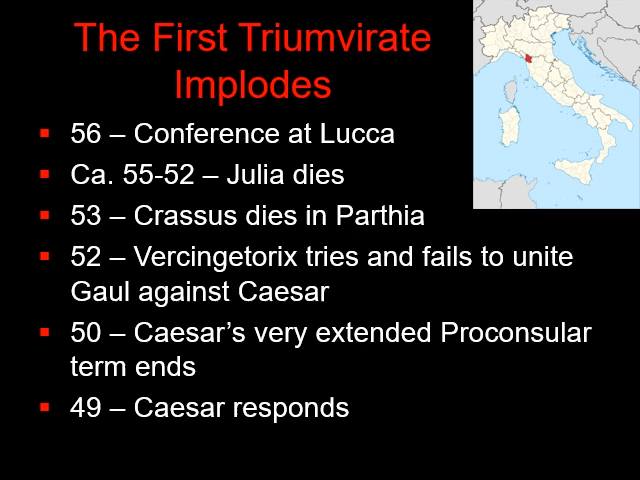 The First Triumvirate
Implodes
▪ 56 – Conference at Lucca
▪ Ca. 55-52 – Julia dies
▪ 53 – Crassus dies in Parthia
▪ 52 – Vercingetorix tries and fails to unite
Gaul against Caesar
▪ 50 – Caesar’s very extended Proconsular
term ends
▪ 49 – Caesar responds